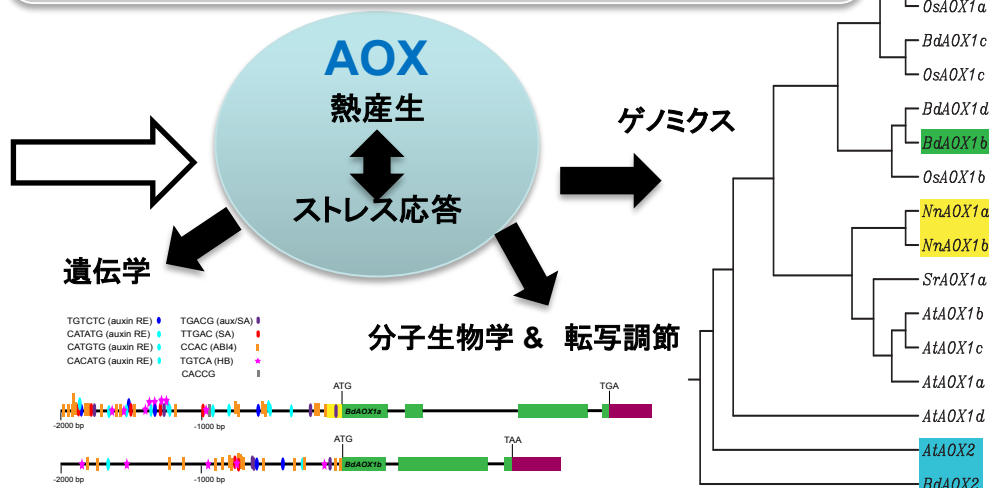 AOX
熱産生
ストレス応答
ゲノミクス
遺伝学
分子生物学 & 転写調節
TGTCTC (auxin RE)
CATATG (auxin RE)
CATGTG (auxin RE)
CACATG (auxin RE)
TGACG (aux/SA)
TTGAC (SA)
CCAC (ABI4)
TGTCA (HB)
CACCG
ATG
TGA
BdAOX1a
-2000 bp
-1000 bp
ATG
TAA
BdAOX1b
-2000 bp
-1000 bp
OsAOX1a
BdAOX1c
OsAOX1c
BdAOX1d
BdAOX1b
OsAOX1b
NnAOX1a
NnAOX1b
SrAOX1a
AtAOX1b
AtAOX1c
AtAOX1a
AtAOX1d
AtAOX2
BdAOX2